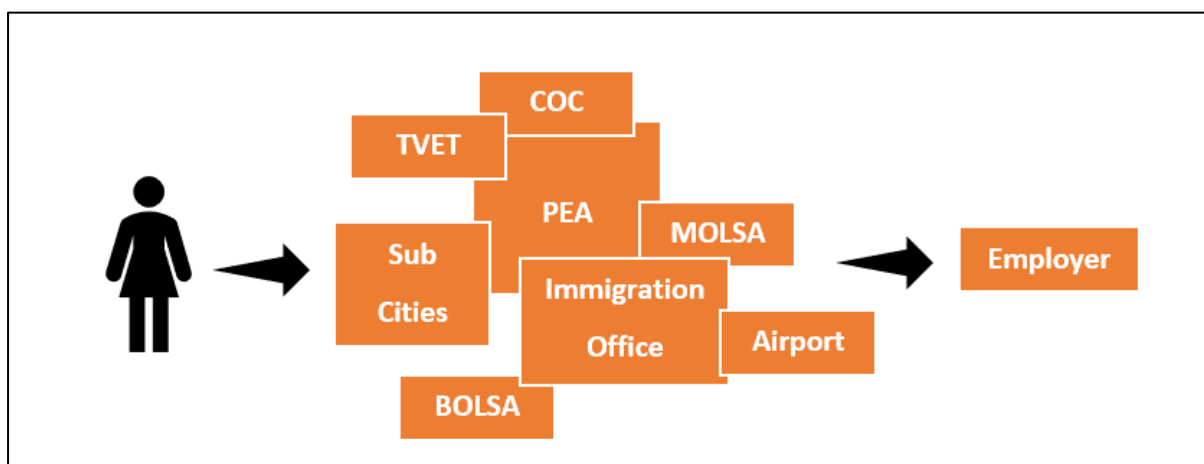 COC
TVET
PEA
MOLSA
Sub
Cities
Immigration
Office
Employer
Airport
BOLSA